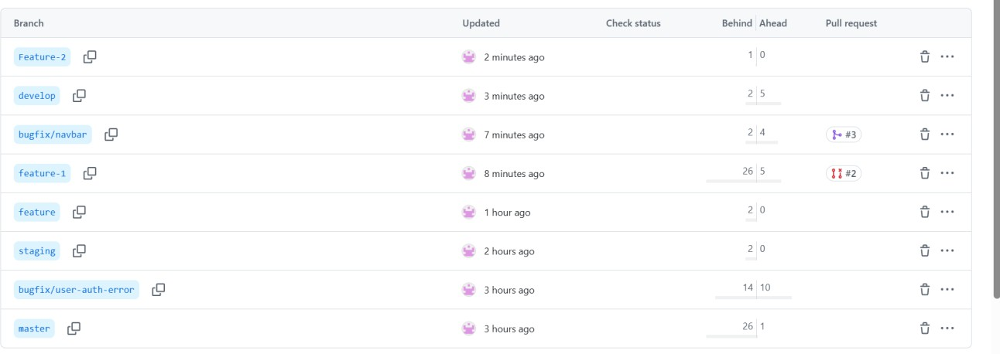 Branch Updated Check status Behind Ahead Pull request
Feature-2 2 minutes ago 1 0
develop 3 minutes ago 2 5
bugfix/navbar 7 minutes ago 2 4 #3
feature-1 8 minutes ago 26 5 #2
feature 1 hour ago 2 0
staging 2 hours ago 2 0
bugfix/user-auth-error 3 hours ago 14 10
master 3 hours ago 26 1